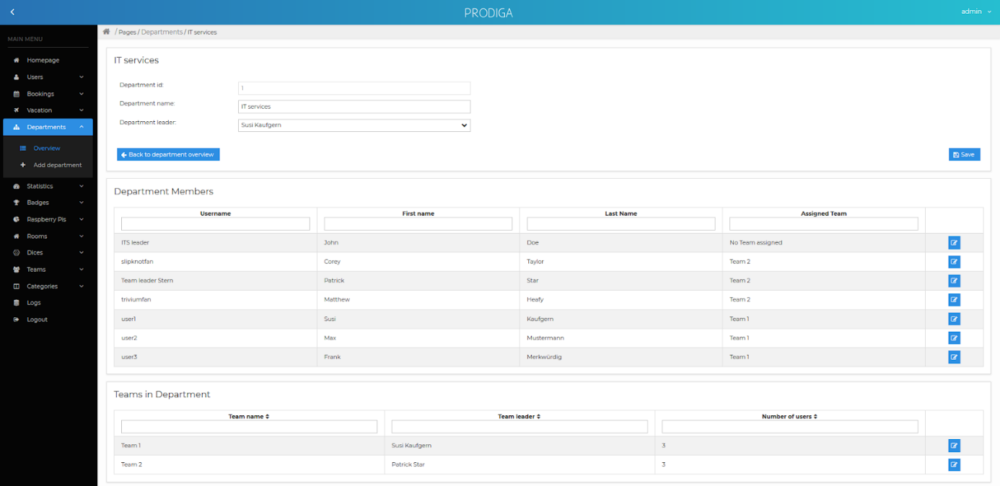 PRODIGA
admin
MAIN MENU
Homepage
Users
Bookings
Vacation
Departments
Overview
Add department
Statistics
Badges
Raspberry Pis
Rooms
Dices
Teams
Categories
Logs
Logout
/ Pages / Departments / IT services
IT services
Department id:
1
Department name:
IT services
Department leader:
Susi Kaufgern
Back to department overview
Save
Department Members
Username First name Last Name Assigned Team
ITS leader John Doe No Team assigned
slipknotfan Corey Taylor Team 2
Team leader Stern Patrick Star Team 2
triviumfan Matthew Heafy Team 2
user1 Susi Kaufgern Team 1
user2 Max Mustermann Team 1
user3 Frank Merkwürdig Team 1
Teams in Department
Team name Team leader Number of users
Team 1 Susi Kaufgern 3
Team 2 Patrick Star 3